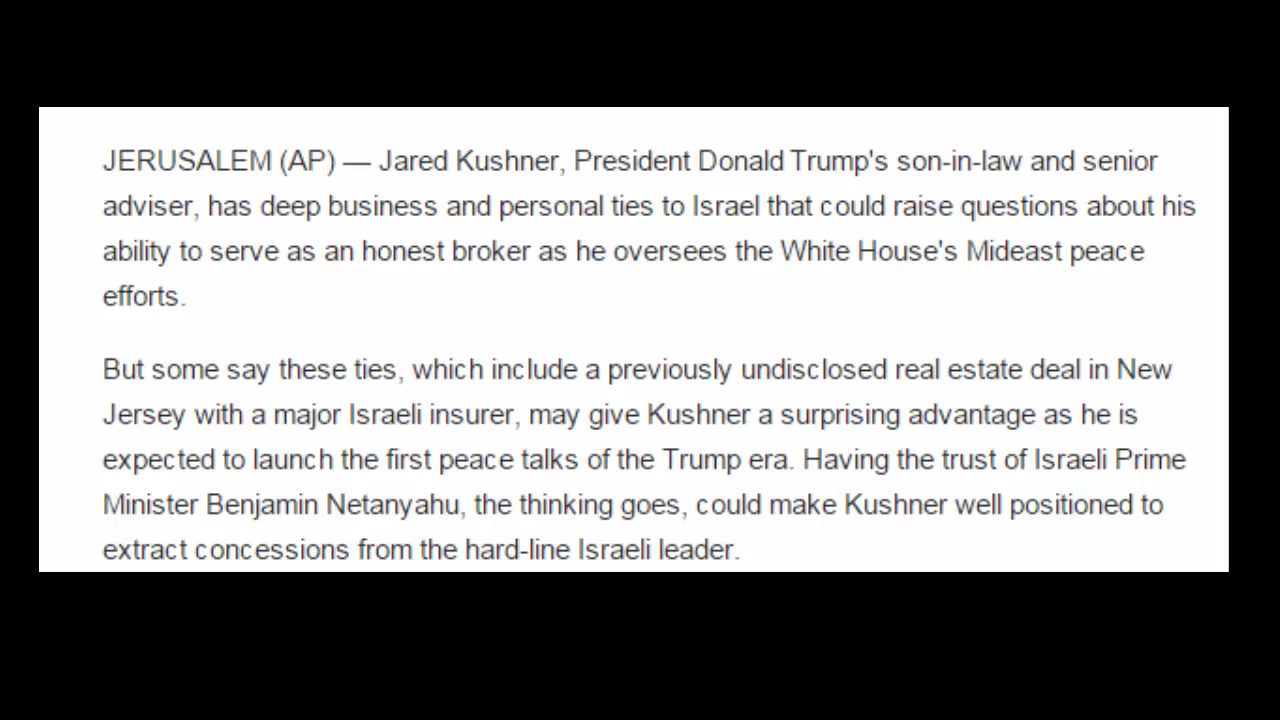 JERUSALEM (AP) — Jared Kushner, President Donald Trump's son-in-law and senior
adviser, has deep business and personal ties to Israel that could raise questions about his
ability to serve as an honest broker as he oversees the White House's Mideast peace
efforts.
But some say these ties, which include a previously undisclosed real estate deal in New
Jersey with a major Israeli insurer, may give Kushner a surprising advantage as he is
expected to launch the first peace talks of the Trump era. Having the trust of Israeli Prime
Minister Benjamin Netanyahu, the thinking goes, could make Kushner well positioned to
extract concessions from the hard-line Israeli leader.